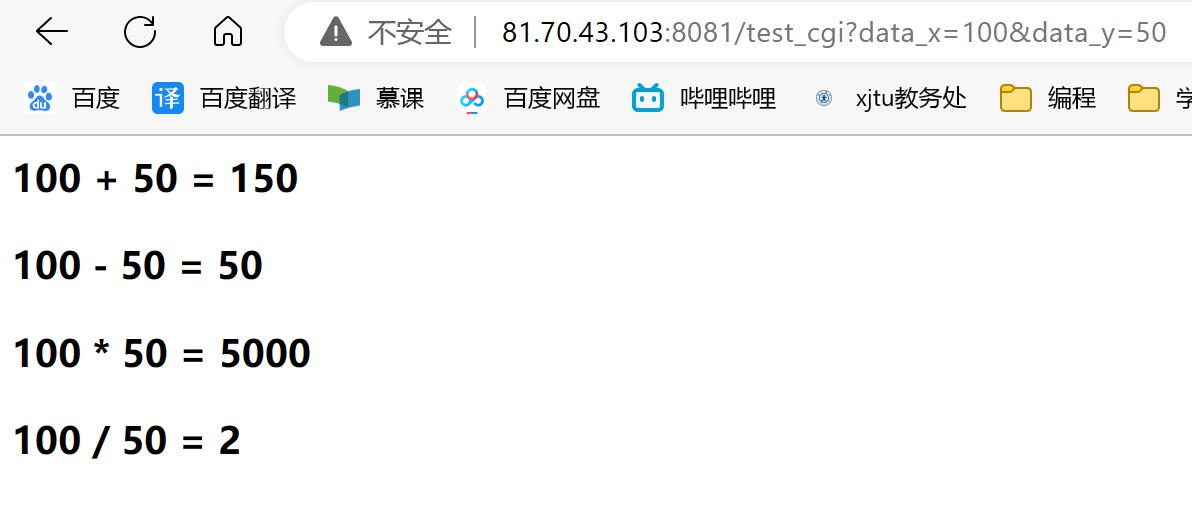 不安全 81.70.43.103:8081/test_cgi?data_x=100&data_y=50
du 百度 译 百度翻译 慕课 百度网盘 哔哩哔哩 xjtu教务处 编程
100 + 50 = 150
100 - 50 = 50
100 * 50 = 5000
100 / 50 = 2